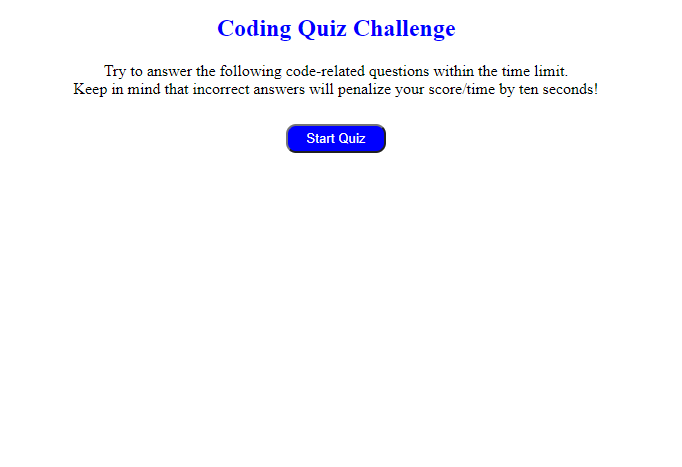 Coding Quiz Challenge
Try to answer the following code-related questions within the time limit.
Keep in mind that incorrect answers will penalize your score/time by ten seconds!
Start Quiz